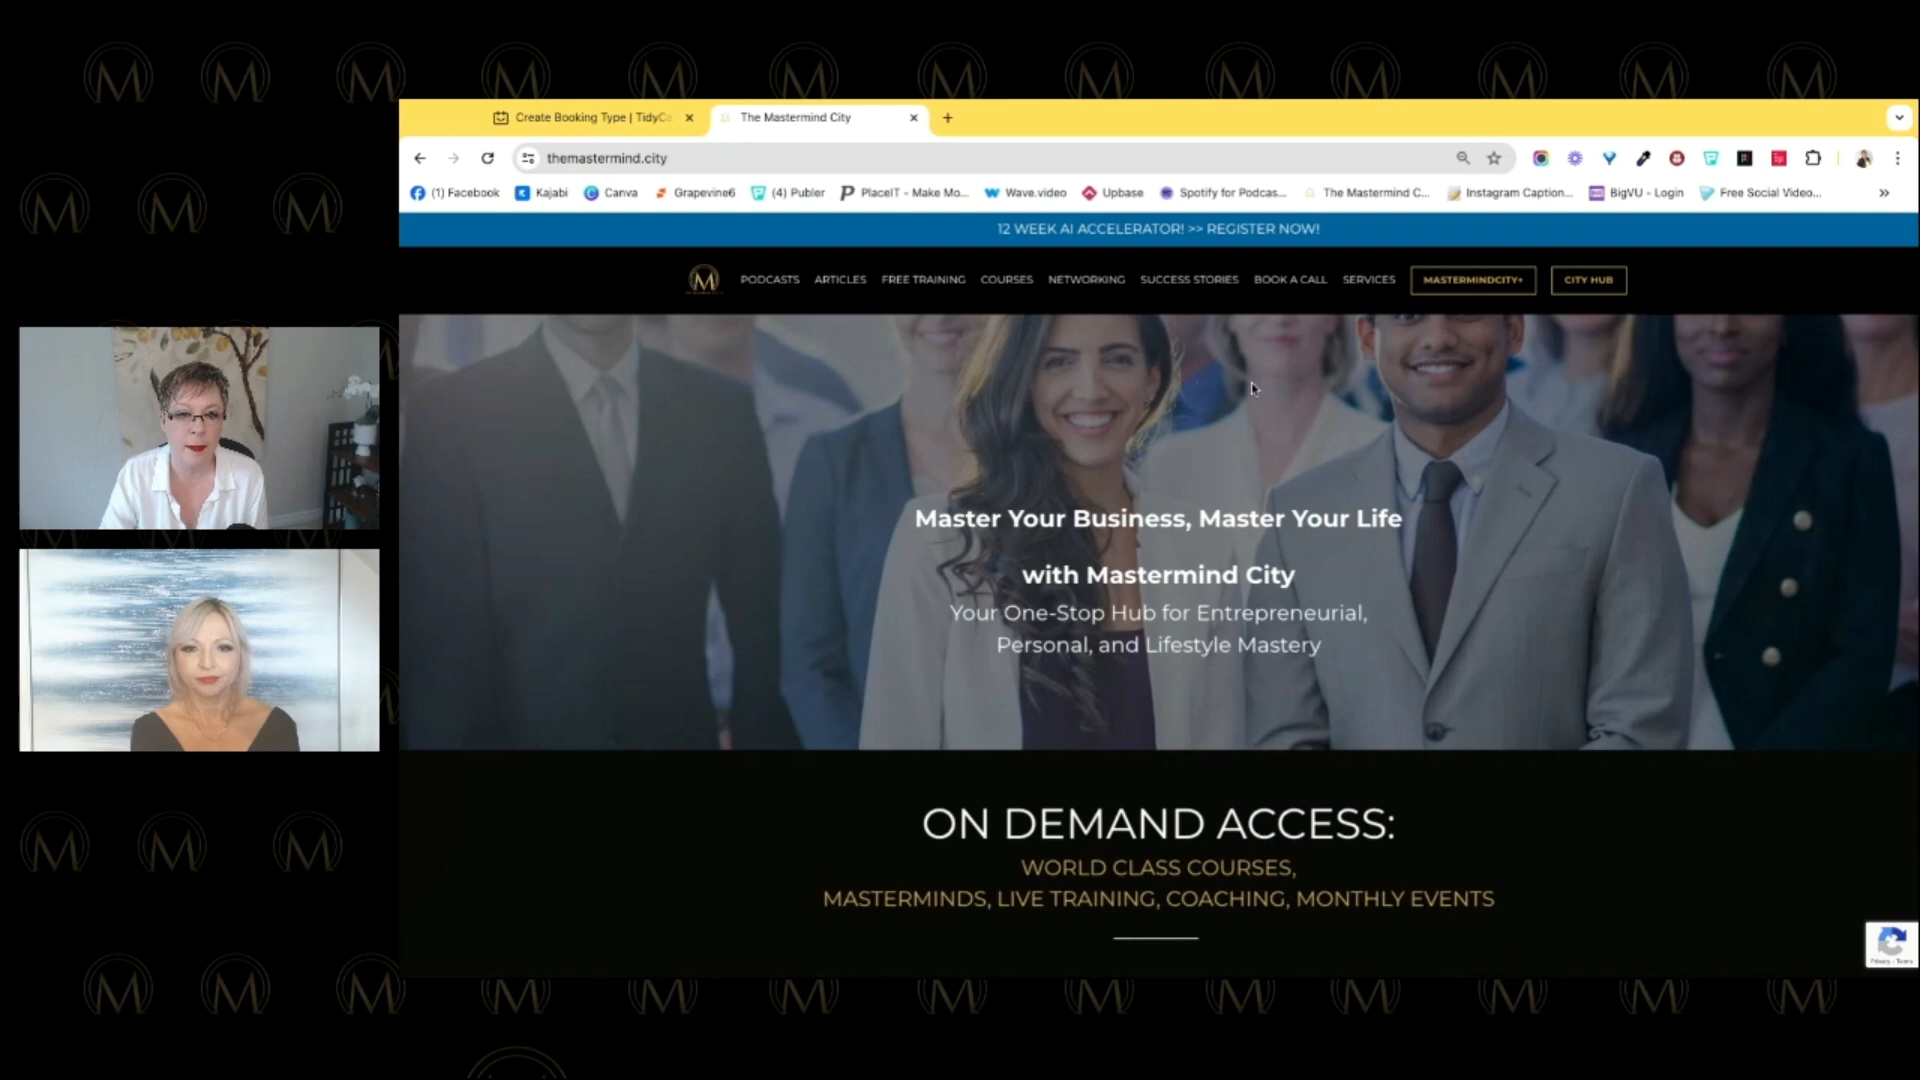 Create Booking Type | TidyCa
The Mastermind City
themastermind.city
(1) Facebook
Kajabi
Canva
Grapevine6
(4) Publer
PlaceIT - Make Mo...
Wave.video
Upbase
Spotify for Podcas...
The Mastermind C...
Instagram Caption...
BigVU - Login
Free Social Video...
12 WEEK AI ACCELERATOR! >> REGISTER NOW!
M PODCASTS ARTICLES FREE TRAINING COURSES NETWORKING SUCCESS STORIES BOOK A CALL SERVICES MASTERMINDCITY+ CITY HUB
Master Your Business, Master Your Life
with Mastermind City
Your One-Stop Hub for Entrepreneurial,
Personal, and Lifestyle Mastery
ON DEMAND ACCESS:
WORLD CLASS COURSES,
MASTERMINDS, LIVE TRAINING, COACHING, MONTHLY EVENTS
Privacy - Terms